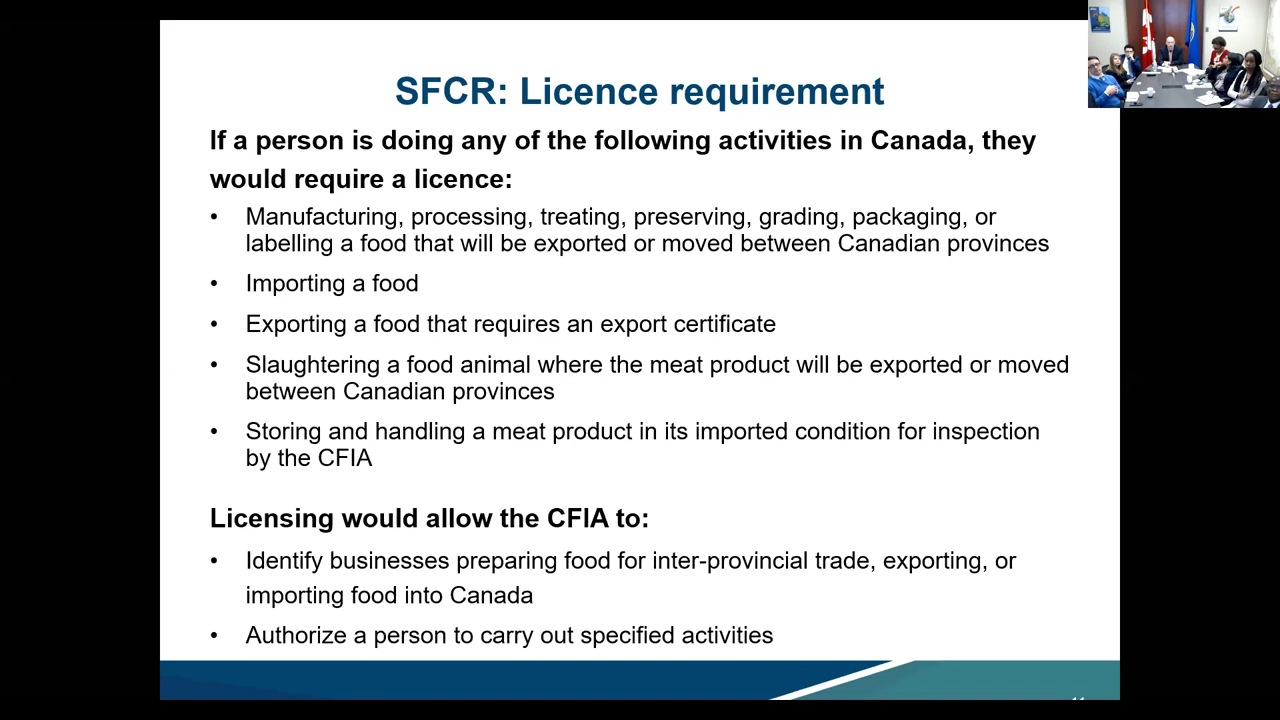 SFCR: Licence requirement
If a person is doing any of the following activities in Canada, they
would require a licence:
• Manufacturing, processing, treating, preserving, grading, packaging, or
labelling a food that will be exported or moved between Canadian provinces
• Importing a food
• Exporting a food that requires an export certificate
• Slaughtering a food animal where the meat product will be exported or moved
between Canadian provinces
• Storing and handling a meat product in its imported condition for inspection
by the CFIA
Licensing would allow the CFIA to:
• Identify businesses preparing food for inter-provincial trade, exporting, or
importing food into Canada
• Authorize a person to carry out specified activities